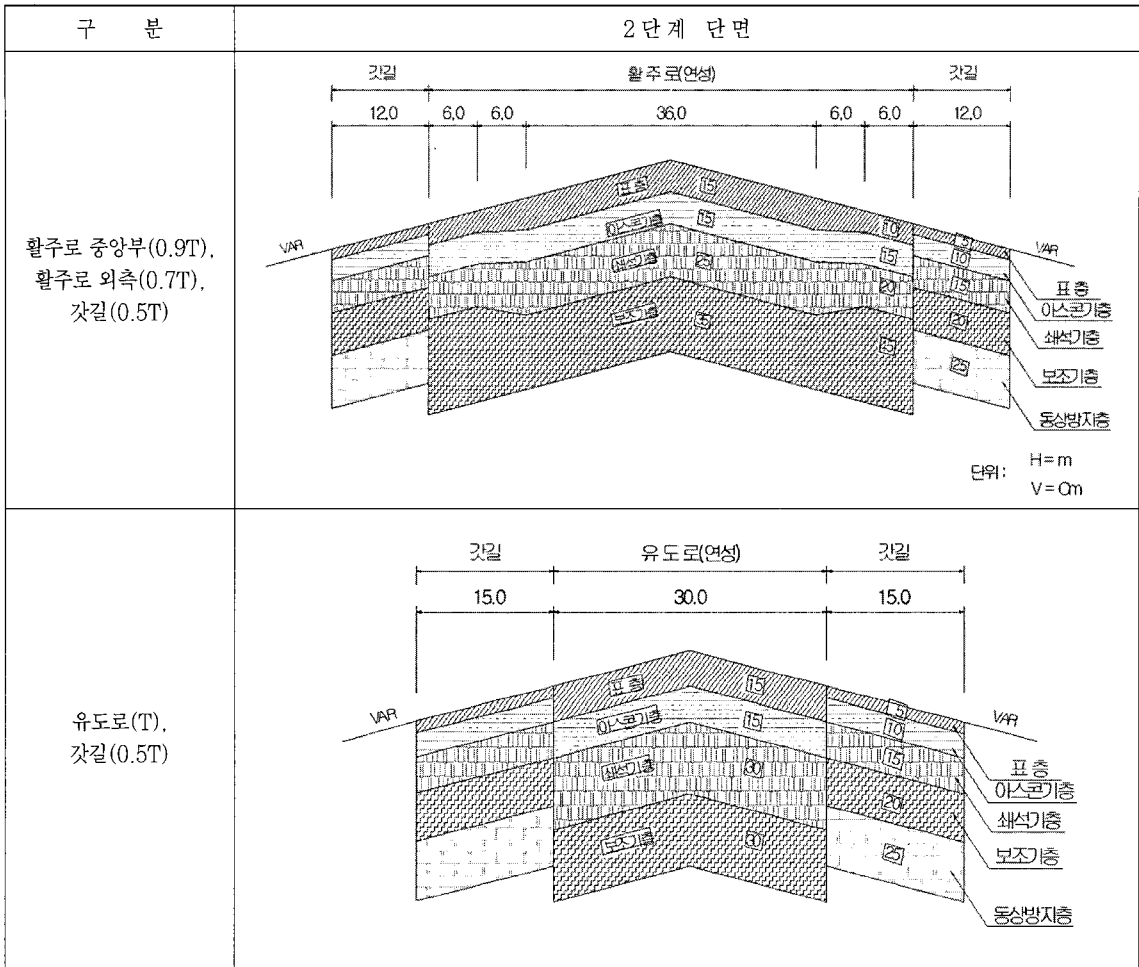 구 분
2단계 단면
활주로 중앙부(0.9T),
활주로 외측(0.7T),
갓길(0.5T)
갓길
활주로(연성)
갓길
12.0
6.0
6.0
36.0
6.0
6.0
12.0
VAR
표층
15
10
5
VAR
아스콘기층
15
15
10
쇄석기층
25
20
15
보조기층
20
25
표층
아스콘기층
쇄석기층
보조기층
동상방지층
단위 : H=m
V=Cm
유도로(T),
갓길(0.5T)
갓길
유도로(연성)
갓길
15.0
30.0
15.0
VAR
표층
15
5
VAR
아스콘기층
15
10
쇄석기층
30
15
보조기층
20
25
표층
아스콘기층
쇄석기층
보조기층
동상방지층